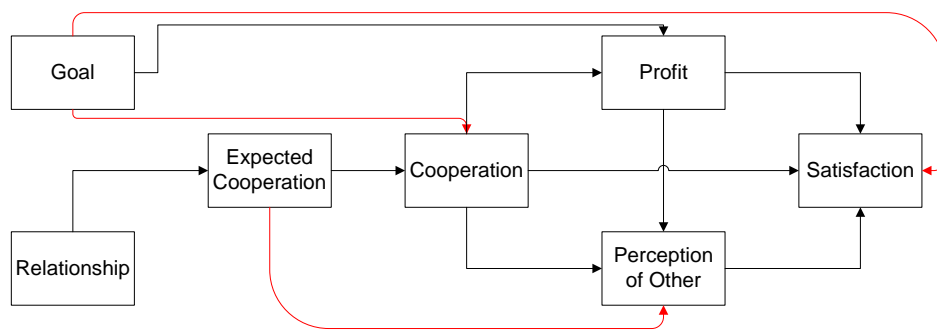 Goal
Profit
Expected
Cooperation
Cooperation
Satisfaction
Relationship
Perception
of Other